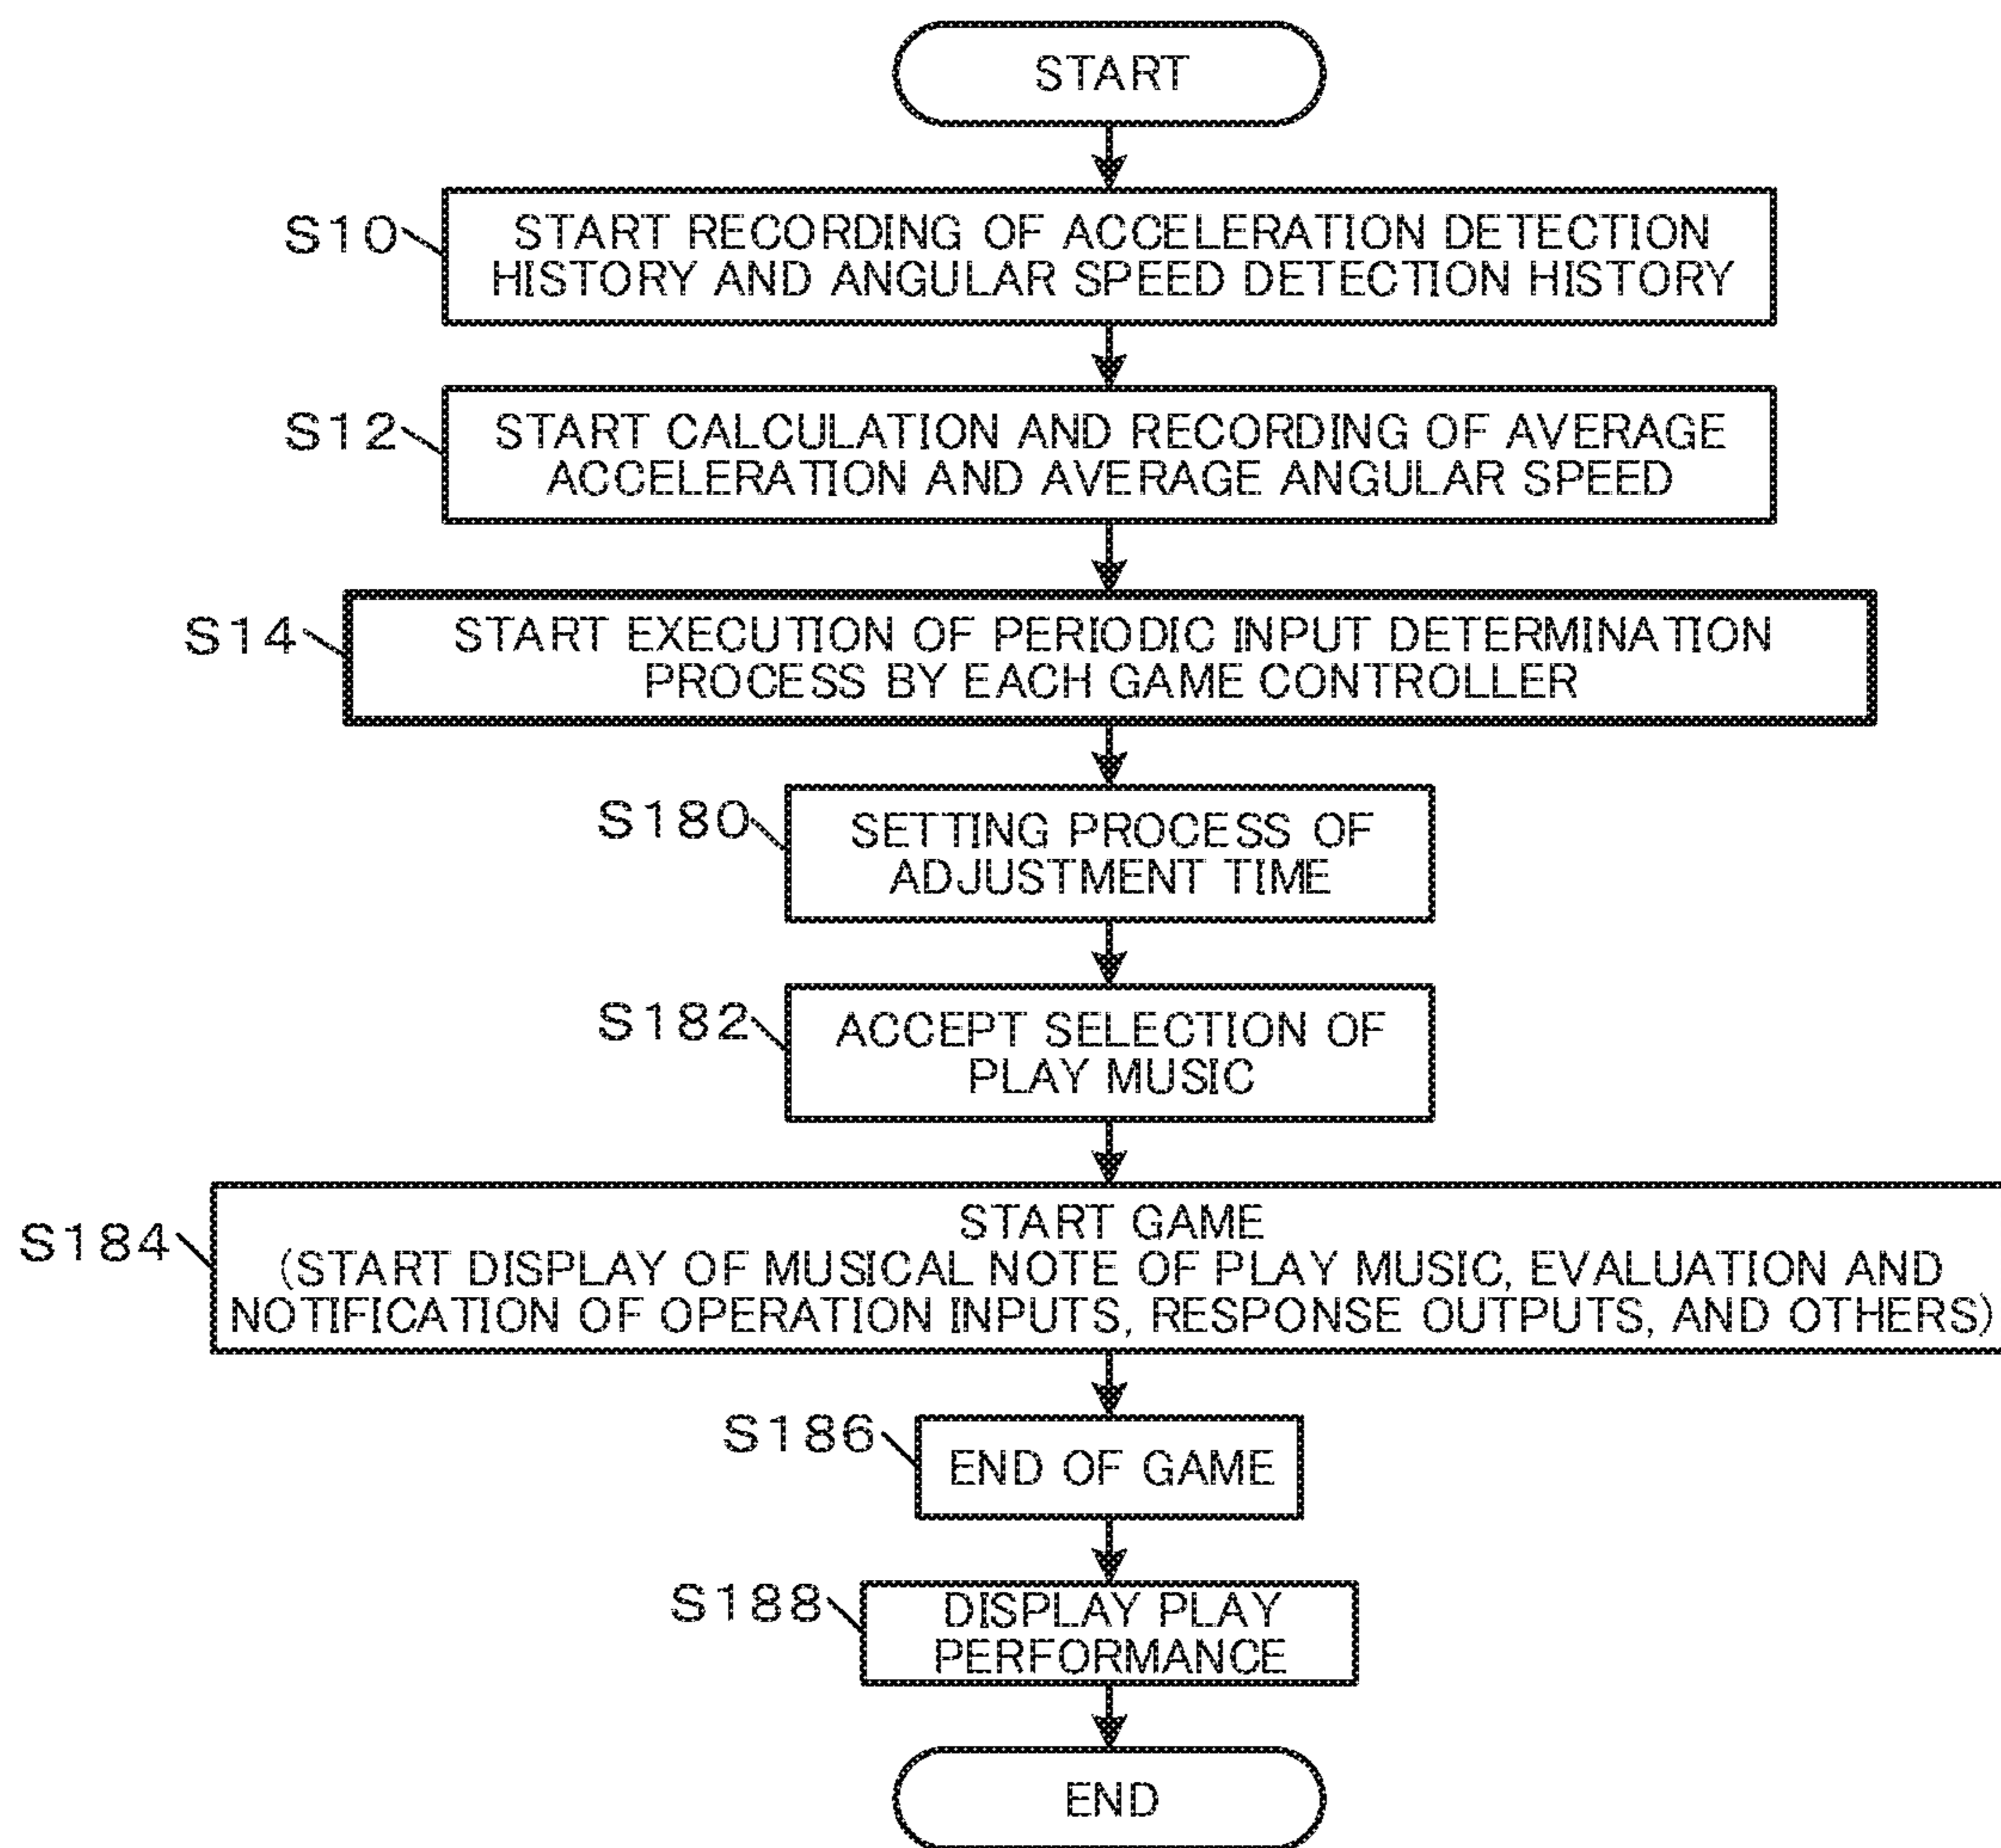 START
S10
START RECORDING OF ACCELERATION DETECTION
HISTORY AND ANGULAR SPEED DETECTION HISTORY
S12
START CALCULATION AND RECORDING OF AVERAGE
ACCELERATION AND AVERAGE ANGULAR SPEED
S14
START EXECUTION OF PERIODIC INPUT DETERMINATION
PROCESS BY EACH GAME CONTROLLER
S180
SETTING PROCESS OF
ADJUSTMENT TIME
S182
ACCEPT SELECTION OF
PLAY MUSIC
S184
START GAME
(START DISPLAY OF MUSICAL NOTE OF PLAY MUSIC, EVALUATION AND
NOTIFICATION OF OPERATION INPUTS, RESPONSE OUTPUTS, AND OTHERS)
S186
END OF GAME
S188
DISPLAY PLAY
PERFORMANCE
END